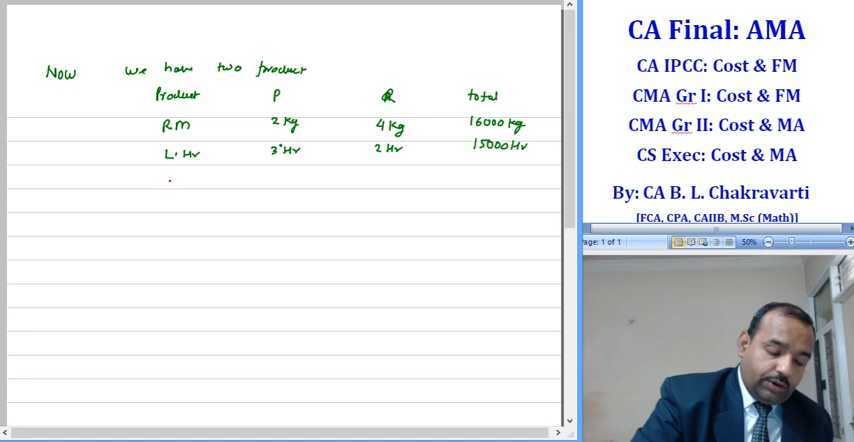 Now we have two product
Product P Q total
RM 2 Kg 4 Kg 16000 kg
L. Hr 3 Hr 2 Hr 15000 Hr
CA Final: AMA
CA IPCC: Cost & FM
CMA Gr I: Cost & FM
CMA Gr II: Cost & MA
CS Exec: Cost & MA
By: CA B. L. Chakravarti
[FCA, CPA, CAIIB, M.Sc (Math)]
age: 1 of 1 50%